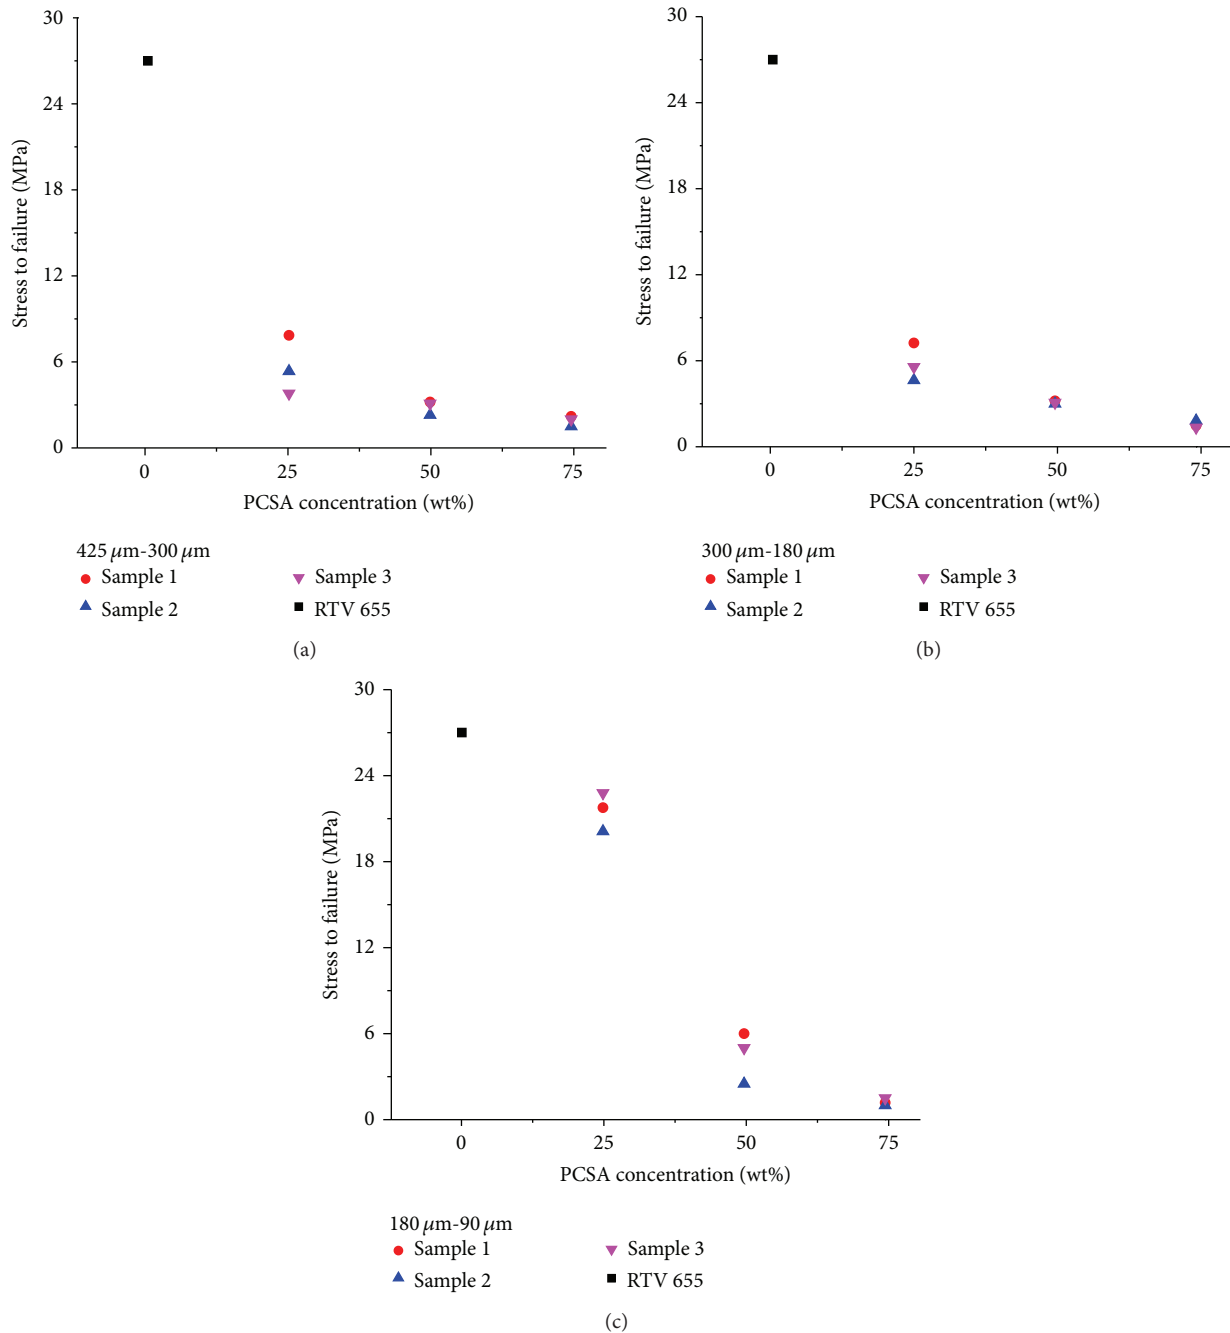 30
24
18
12
6
0
Stress to failure (MPa)
0 25 50 75
PCSA concentration (wt%)
425 μm-300 μm
Sample 1
Sample 2
Sample 3
RTV 655
(a)
30
24
18
12
6
0
Stress to failure (MPa)
0 25 50 75
PCSA concentration (wt%)
300 μm-180 μm
Sample 1
Sample 2
Sample 3
RTV 655
(b)
30
24
18
12
6
0
Stress to failure (MPa)
0 25 50 75
PCSA concentration (wt%)
180 μm-90 μm
Sample 1
Sample 2
Sample 3
RTV 655
(c)